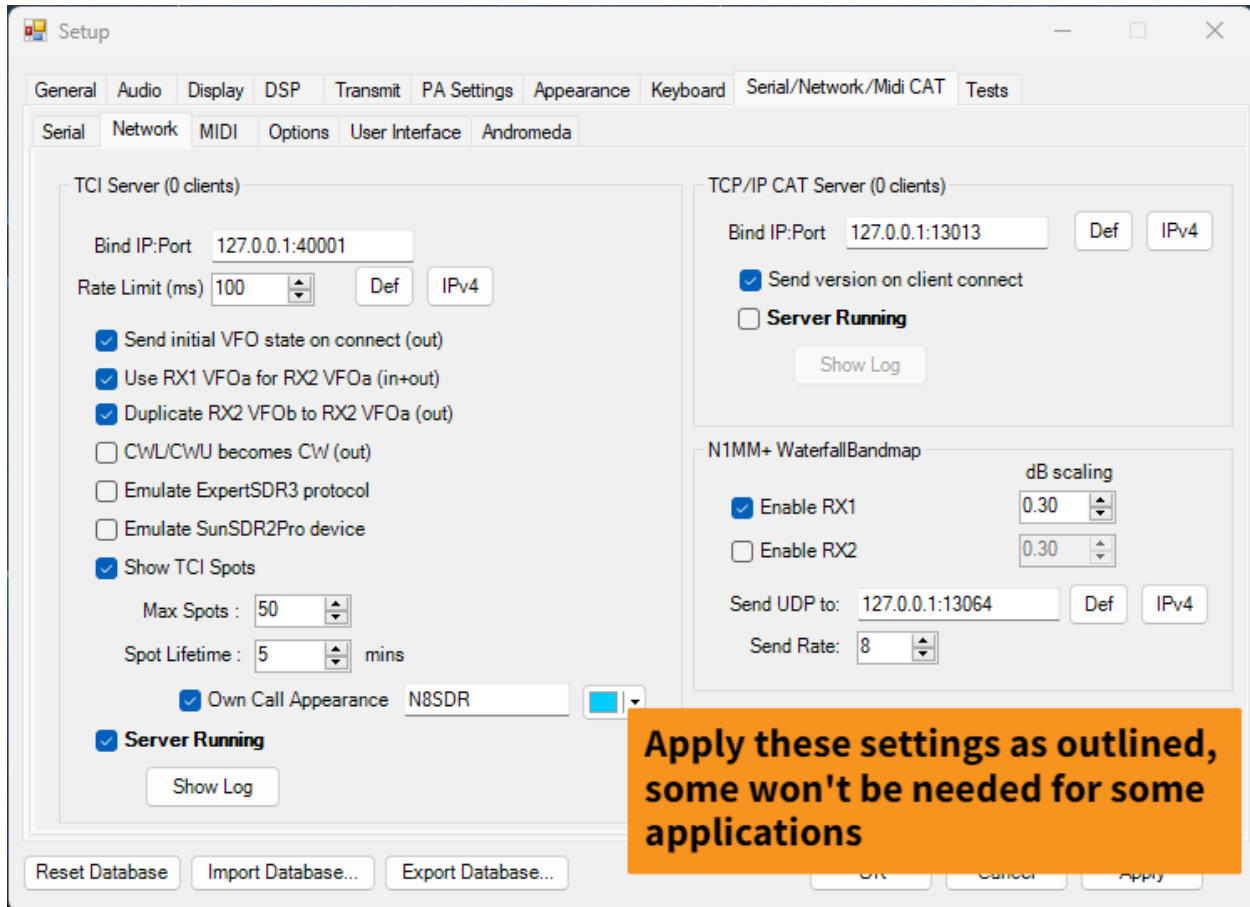 Setup
General Audio Display DSP Transmit PA Settings Appearance Keyboard Serial/Network/Midi CAT Tests
Serial Network MIDI Options User Interface Andromeda
TCI Server (0 clients)
Bind IP:Port 127.0.0.1:40001
Rate Limit (ms) 100 Def IPv4
Send initial VFO state on connect (out)
Use RX1 VFOa for RX2 VFOa (in+out)
Duplicate RX2 VFOb to RX2 VFOa (out)
CWL/CWU becomes CW (out)
Emulate ExpertSDR3 protocol
Emulate SunSDR2Pro device
Show TCI Spots
Max Spots : 50
Spot Lifetime : 5 mins
Own Call Appearance N8SDR
Server Running
Show Log
TCP/IP CAT Server (0 clients)
Bind IP:Port 127.0.0.1:13013 Def IPv4
Send version on client connect
Server Running
Show Log
N1MM+ WaterfallBandmap
dB scaling
Enable RX1 0.30
Enable RX2 0.30
Send UDP to: 127.0.0.1:13064 Def IPv4
Send Rate: 8
Apply these settings as outlined,
some won't be needed for some
applications
Reset Database Import Database... Export Database... OK Cancel Apply